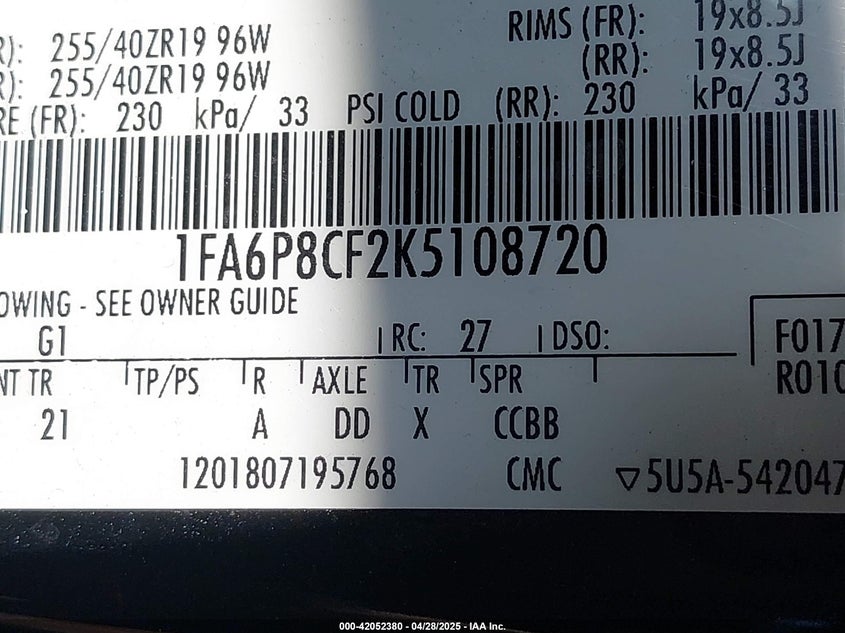 RIMS (FR): 19x8.5J
R): 255/40ZR19 96W (RR): 19x8.5J
R): 255/40ZR19 96W
RE (FR): 230 kPa/ 33 PSI COLD (RR): 230 kPa/ 33
1FA6P8CF2K5108720
OWING - SEE OWNER GUIDE
G1 RC: 27 DSO: F017
NT TR TP/PS R AXLE TR SPR R010
21 A DD X CCBB
1201807195768 CMC ▽5U5A-542047
000-42052380 - 04/28/2025 - IAA Inc.